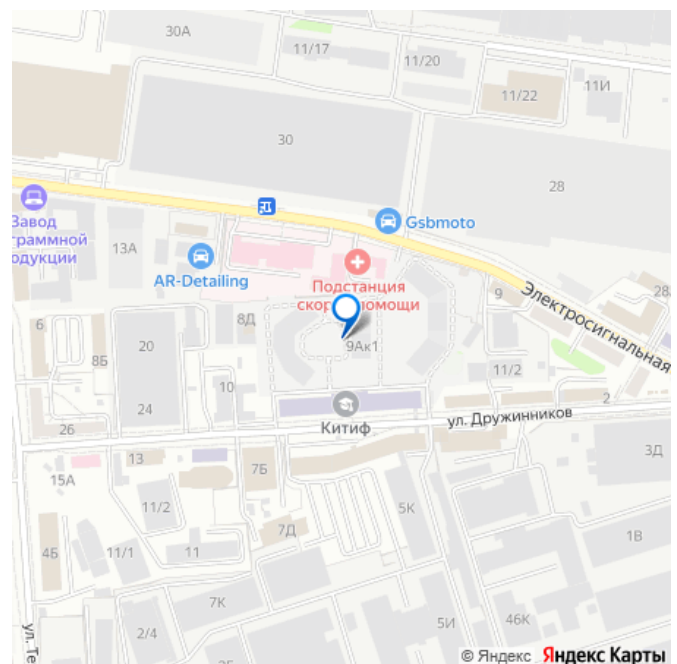 30А
11/17
11/20
11/22
11И
30
28
Завод
граммной
одукции
13А
Gsbmoto
AR-Detailing
Подстанция
скор
помощи
9
Электросигнальная
28
6
8Б
20
8Д
9Ак1
10
11/2
24
2
26
Китиф
ул. Дружинников
13
7Б
3Д
15А
11/2
5К
7Д
4Б
11/1
11
1В
7К
2/4
5И
46К
ул. Те
© Яндекс Яндекс Карты